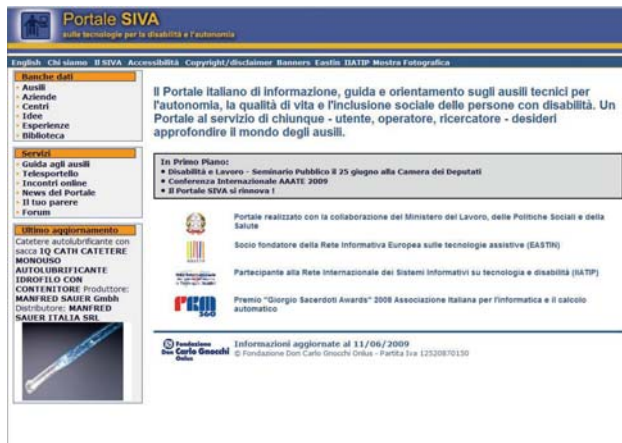 Portale SIVA
sulle tecnologie per la disabilità e l'autonomia
English Chi siamo Il SIVA Accessibilità Copyright/disclaimer Banners Eastin IIATIP Mostra Fotografica
Banche dati
Ausili
Aziende
Centri
Idee
Esperienze
Biblioteca
Servizi
Guida agli ausili
Telesportello
Incontri online
News del Portale
Il tuo parere
Forum
Ultimo aggiornamento
Catetere autolubrificante con
sacca IQ CATH CATETERE
MONOUSO
AUTOLUBRIFICANTE
IDROFILO CON
CONTENITORE Produttore:
MANFRED SAUER Gmbh
Distributore: MANFRED
SAUER ITALIA SRL
Il Portale italiano di informazione, guida e orientamento sugli ausili tecnici per
l'autonomia, la qualità di vita e l'inclusione sociale delle persone con disabilità. Un
Portale al servizio di chiunque - utente, operatore, ricercatore - desideri
approfondire il mondo degli ausili.
In Primo Piano:
• Disabilità e Lavoro - Seminario Pubblico il 25 giugno alla Camera dei Deputati
• Conferenza Internazionale AAATE 2009
• Il Portale SIVA si rinnova !
Portale realizzato con la collaborazione del Ministero del Lavoro, delle Politiche Sociali e della
Salute
Socio fondatore della Rete Informativa Europea sulle tecnologie assistive (EASTIN)
Partecipante alla Rete Internazionale dei Sistemi Informativi su tecnologia e disabilità (IIATIP)
Premio "Giorgio Sacerdoti Awards" 2008 Associazione Italiana per l'informatica e il calcolo
automatico
360
Fondazione
Don Carlo Gnocchi
Onlus
Informazioni aggiornate al 11/06/2009
© Fondazione Don Carlo Gnocchi Onlus - Partita Iva 12520870150